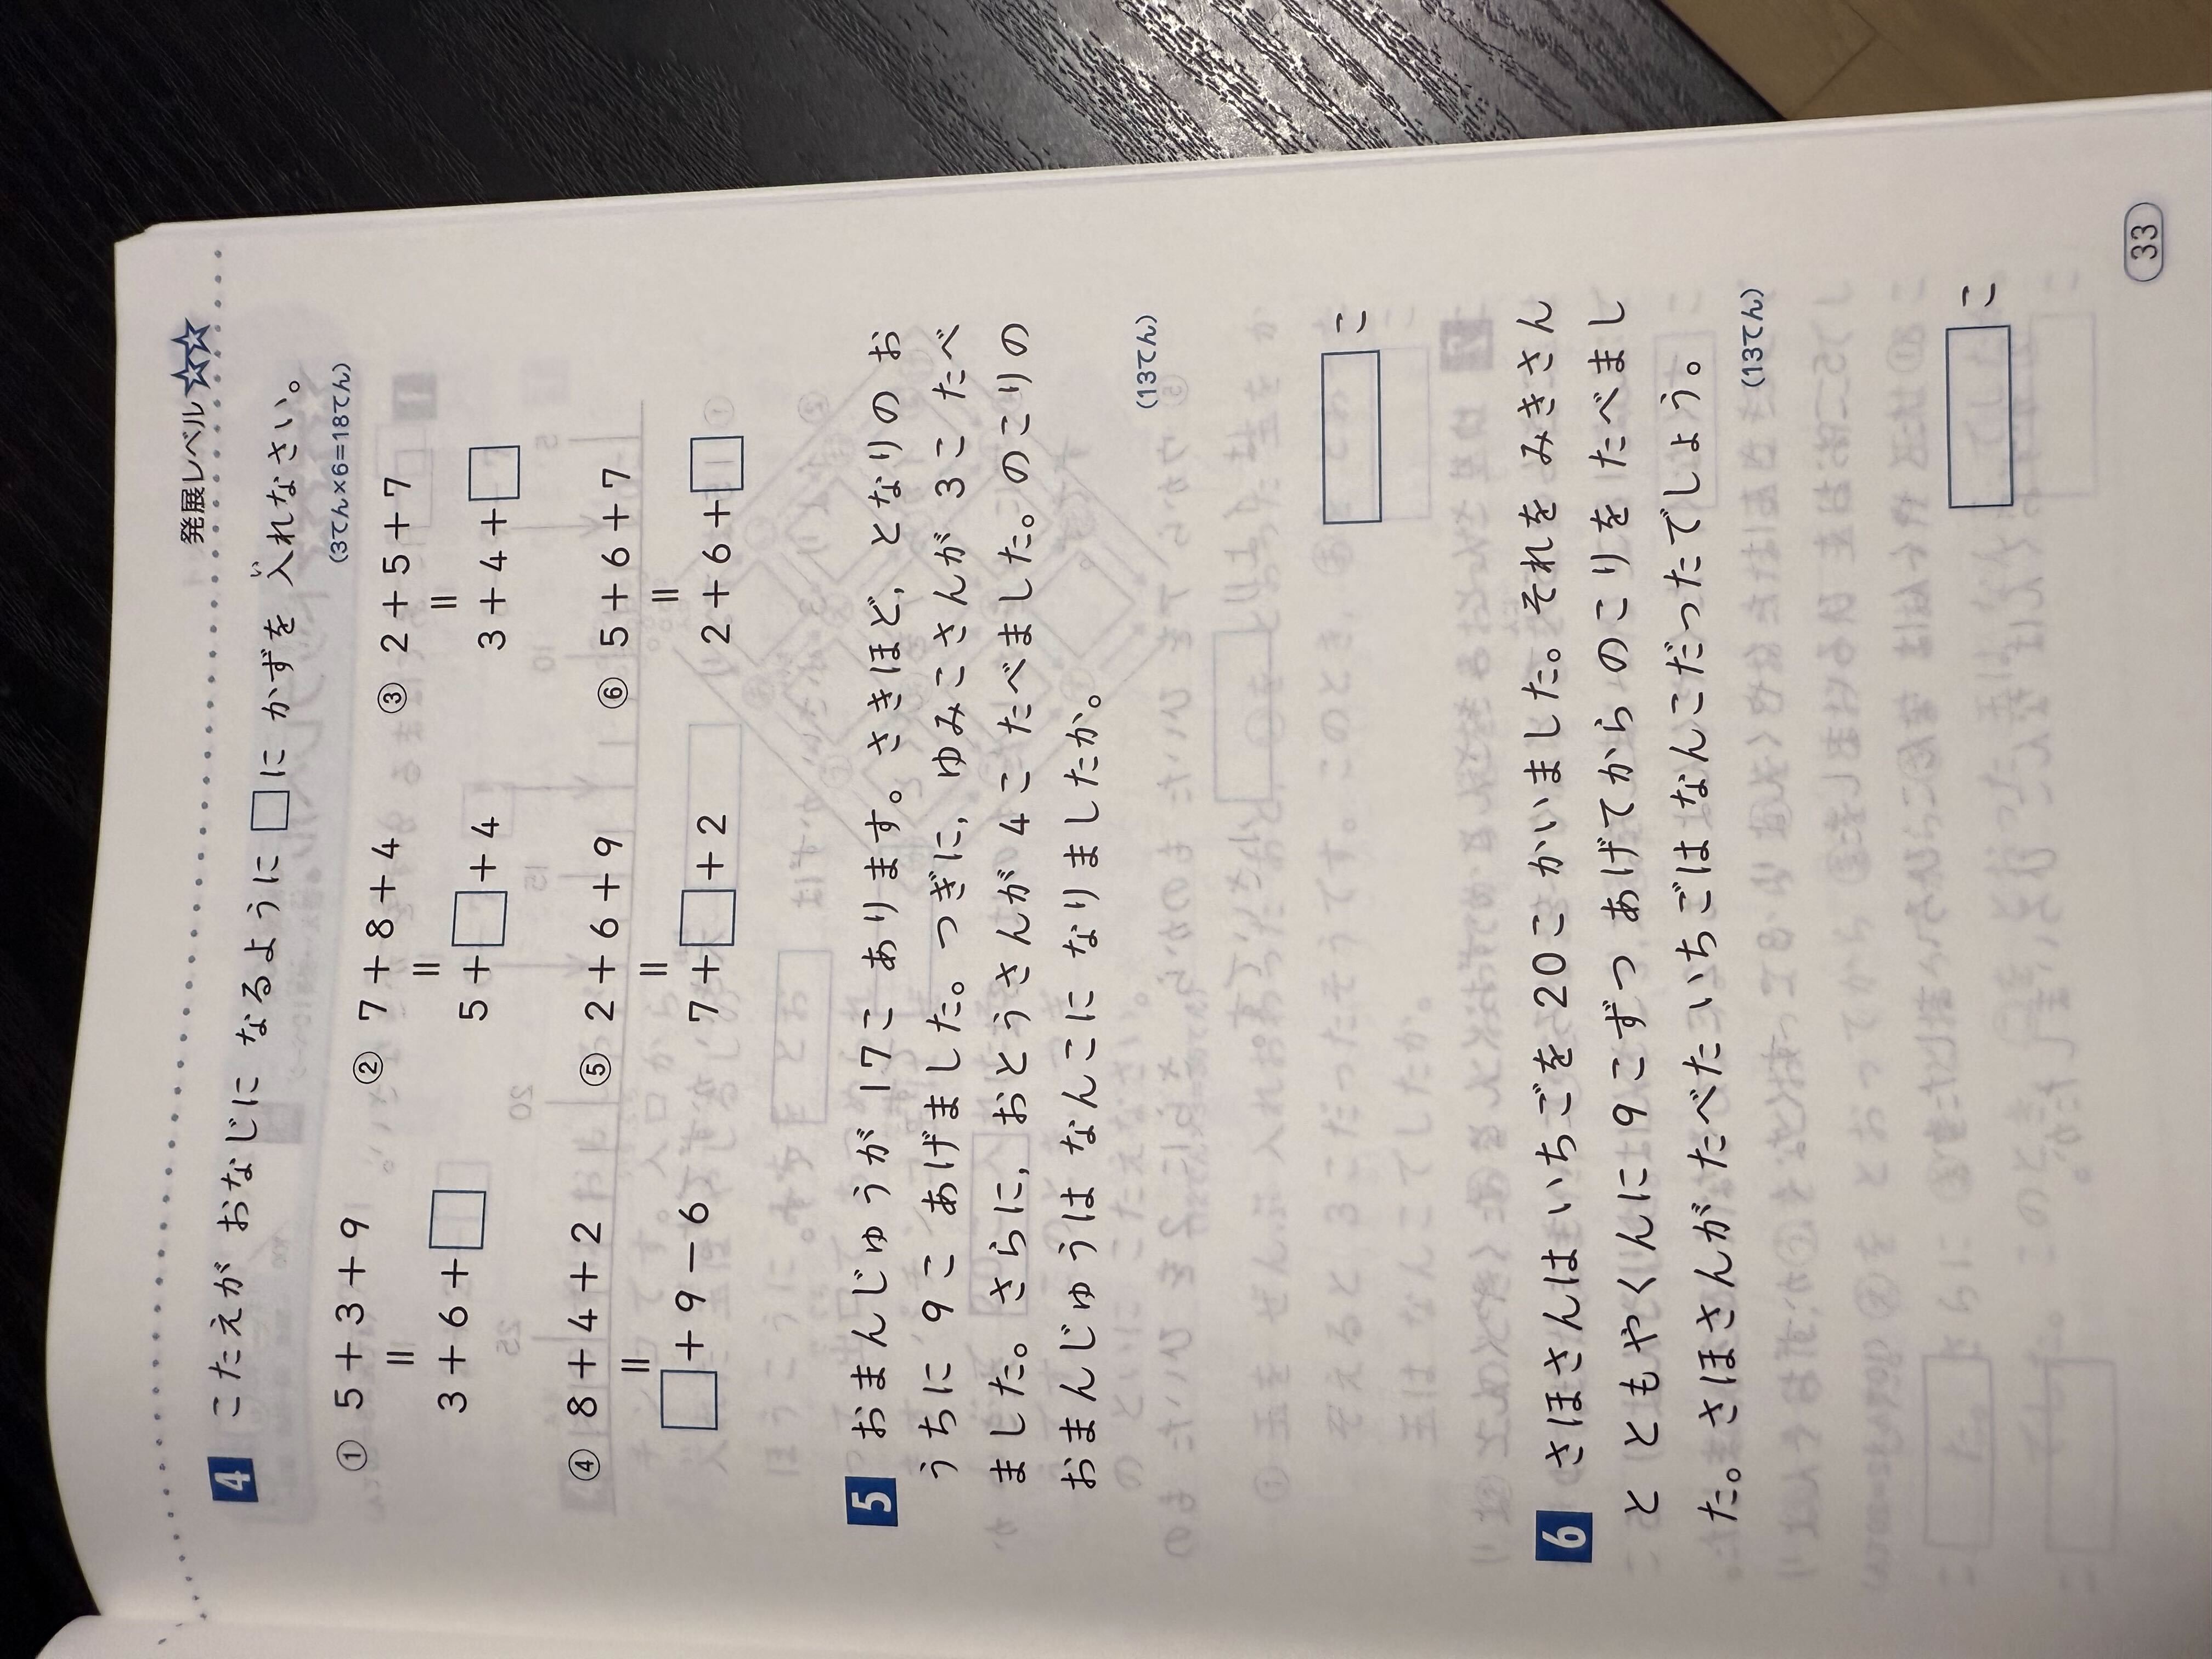 発展レベル☆☆
4 こたえが おなじに なるように □に かずを 入れなさい。
い
(3てん×6=18てん)
① 5+3+9
=
3+6+□
② 7+8+4
=
5+□+4
③ 2+5+7
=
3+4+□
④ 8+4+2
=
□+9-6
⑤ 2+6+9
=
7+□+2
⑥ 5+6+7
=
2+6+□
5 おまんじゅうが 17こ あります。さきほど,となりの お
うちに 9こ あげました。つぎに,ゆみこさんが 3こ たべ
ました。さらに,おとうさんが 4こ たべました。のこりの
おまんじゅうは なんこに なりましたか。
(13てん)
□こ
6 さほさんは いちごを 20こ かいました。それを みきさん
と ともやくんに 9こずつ あげてから のこりを たべまし
た。さほさんが たべた いちごは なんこだったでしょう。
(13てん)
□こ
33